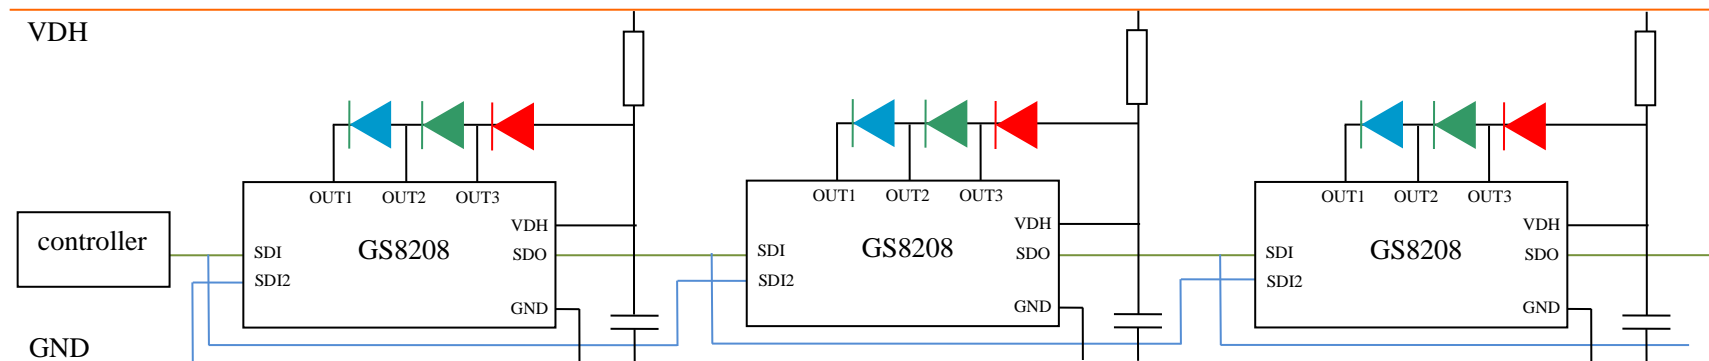 VDH
OUT1 OUT2 OUT3
VDH
controller
GS8208
SDI
SDO
SDI2
GND
OUT1 OUT2 OUT3
VDH
GS8208
SDI
SDO
SDI2
GND
OUT1 OUT2 OUT3
VDH
GS8208
SDI
SDO
SDI2
GND
GND